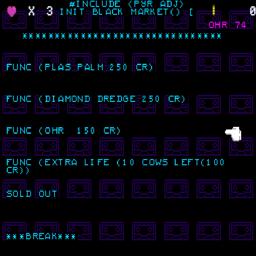 #INCLUDE (PYR ADJ)
X 3 INIT BLACK MARKET() [ 0
OHR 74
******************************
FUNC (PLAS PALM 250 CR)
FUNC (DIAMOND DREDGE 250 CR)
FUNC (OHR 150 CR)
FUNC (EXTRA LIFE (10 COWS LEFT(100
CR))
SOLD OUT
***BREAK***